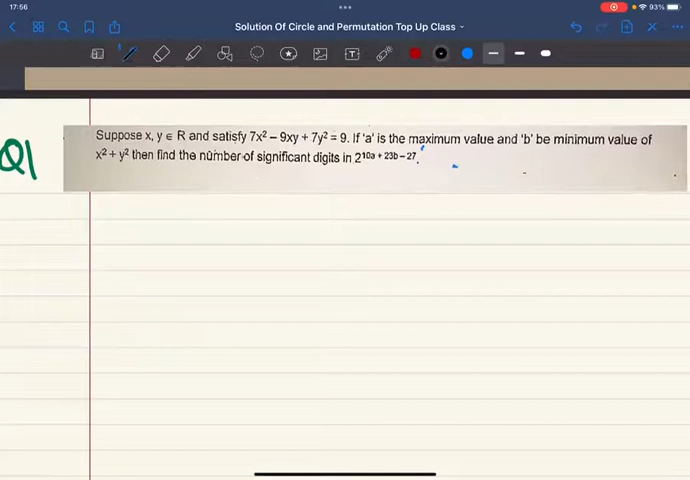 17:56
93%
Solution Of Circle and Permutation Top Up Class
T
Q1
Suppose x, y ∈ R and satisfy 7x² – 9xy + 7y² = 9. If 'a' is the maximum value and 'b' be minimum value of
x² + y² then find the number of significant digits in 2¹⁰ᵃ ⁺ ²³ᵇ ⁻ ²⁷.